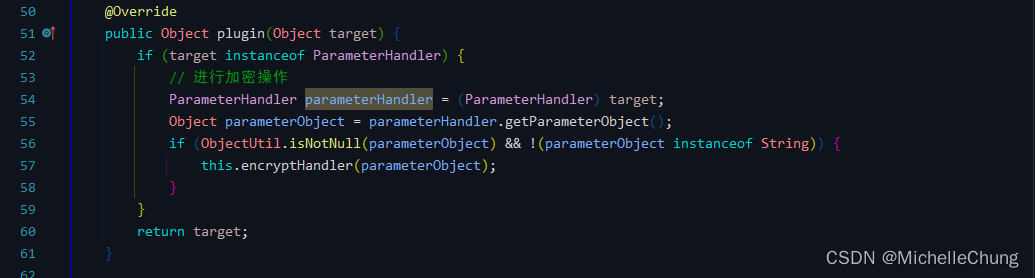 50 @Override
51 public Object plugin(Object target) {
52 if (target instanceof ParameterHandler) {
53 // 进行加密操作
54 ParameterHandler parameterHandler = (ParameterHandler) target;
55 Object parameterObject = parameterHandler.getParameterObject();
56 if (ObjectUtil.isNotNull(parameterObject) && !(parameterObject instanceof String)) {
57 this.encryptHandler(parameterObject);
58 }
59 }
60 return target;
61 }
62
CSDN @MichelleChung